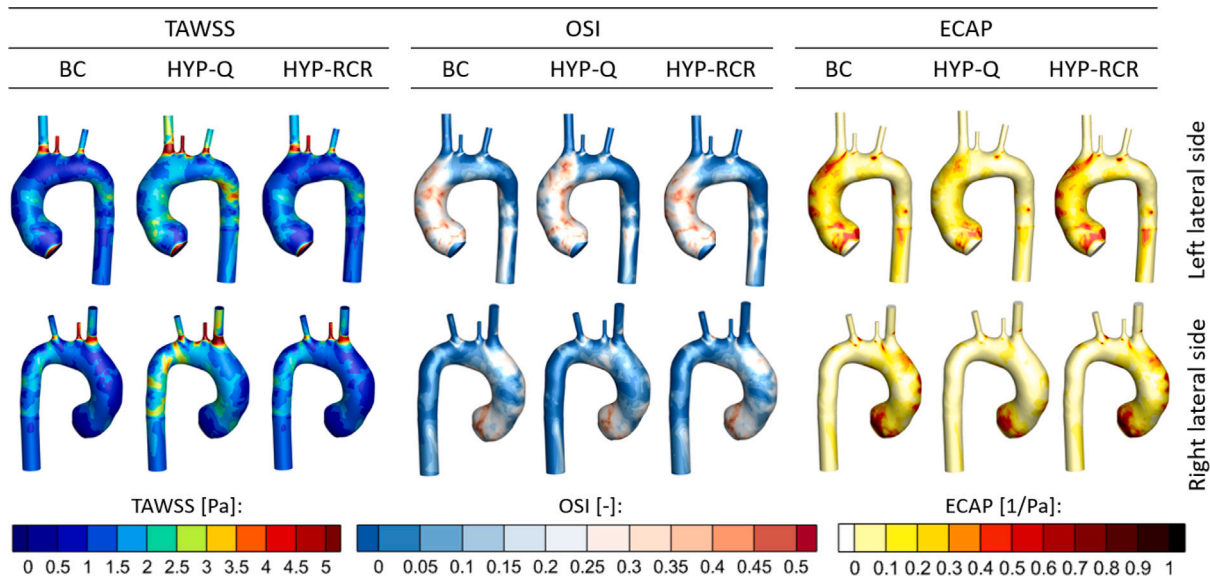 TAWSS OSI ECAP
BC HYP-Q HYP-RCR BC HYP-Q HYP-RCR BC HYP-Q HYP-RCR
Left lateral side
Right lateral side
TAWSS [Pa]: OSI [-]: ECAP [1/Pa]:
0 0.5 1 1.5 2 2.5 3 3.5 4 4.5 5 0 0.05 0.1 0.15 0.2 0.25 0.3 0.35 0.4 0.45 0.5 0 0.1 0.2 0.3 0.4 0.5 0.6 0.7 0.8 0.9 1